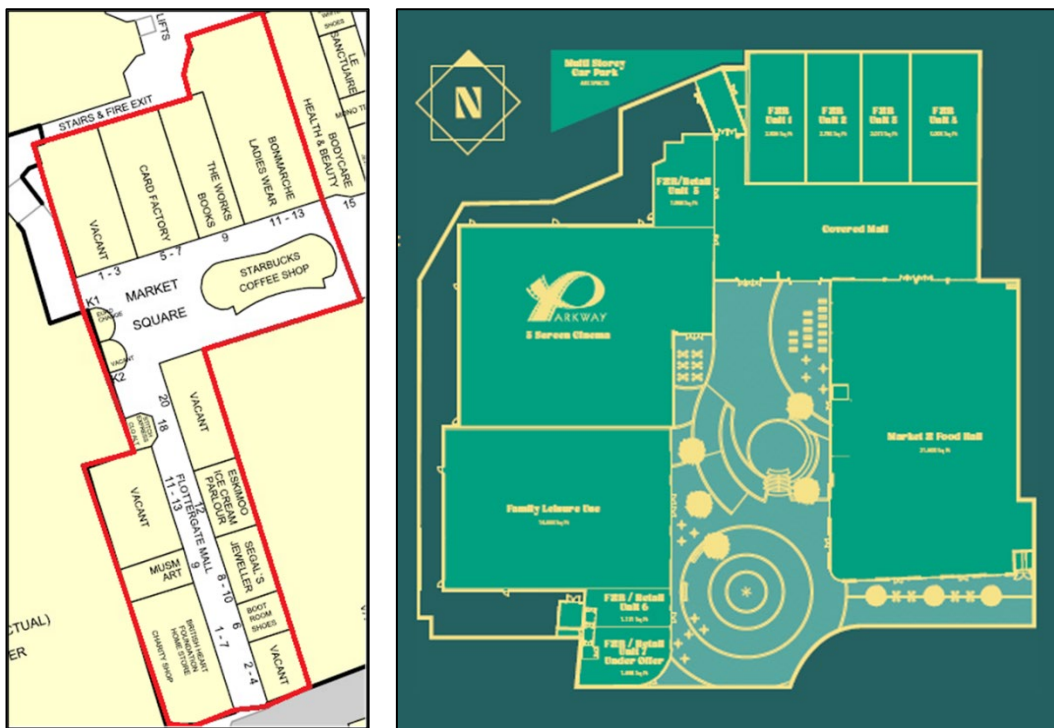 LIFTS
SHOES
LE
SANCTUAIRE
STAIRS & FIRE EXIT
HEALTH & BEAUTY
BODYCARE
BONMARCHE
LADIES WEAR
THE WORKS
BOOKS
CARD FACTORY
VACANT
1 - 3
5 - 7
9
11 - 13
15
MARKET
SQUARE
STARBUCKS
COFFEE SHOP
K1
VACANT
K2
20
18
VACANT
STITCH
EXPRESS
VACANT
11 - 13
FLOTTERGATE MALL
12
ESKIMOO
ICE CREAM
PARLOUR
MUSM
ART
9
8 - 10
SEGAL'S
JEWELLER
BOOT
ROOM
SHOES
6
BRITISH HEART
FOUNDATION
HOME STORE
CHARITY SHOP
1 - 7
2 - 4
VACANT
CTUAL)
ER
N
Multi Storey
Car Park
F&B
Unit 1
F&B
Unit 2
F&B
Unit 3
F&B
Unit 4
F&B/Retail
Unit 5
Covered Mall
PARKWAY
5 Screen Cinema
Market & Food Hall
Family Leisure Use
F&B / Retail
Unit 6
F&B / Retail
Unit 7
Under Offer